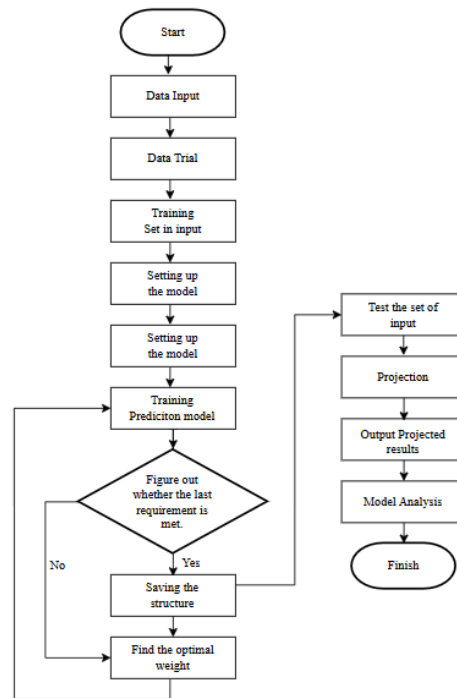 Start
Data Input
Data Trial
Training
Set in input
Setting up
the model
Setting up
the model
Training
Prediciton model
Figure out
whether the last
requirement is
met.
No
Yes
Saving the
structure
Find the optimal
weight
Test the set of
input
Projection
Output Projected
results
Model Analysis
Finish